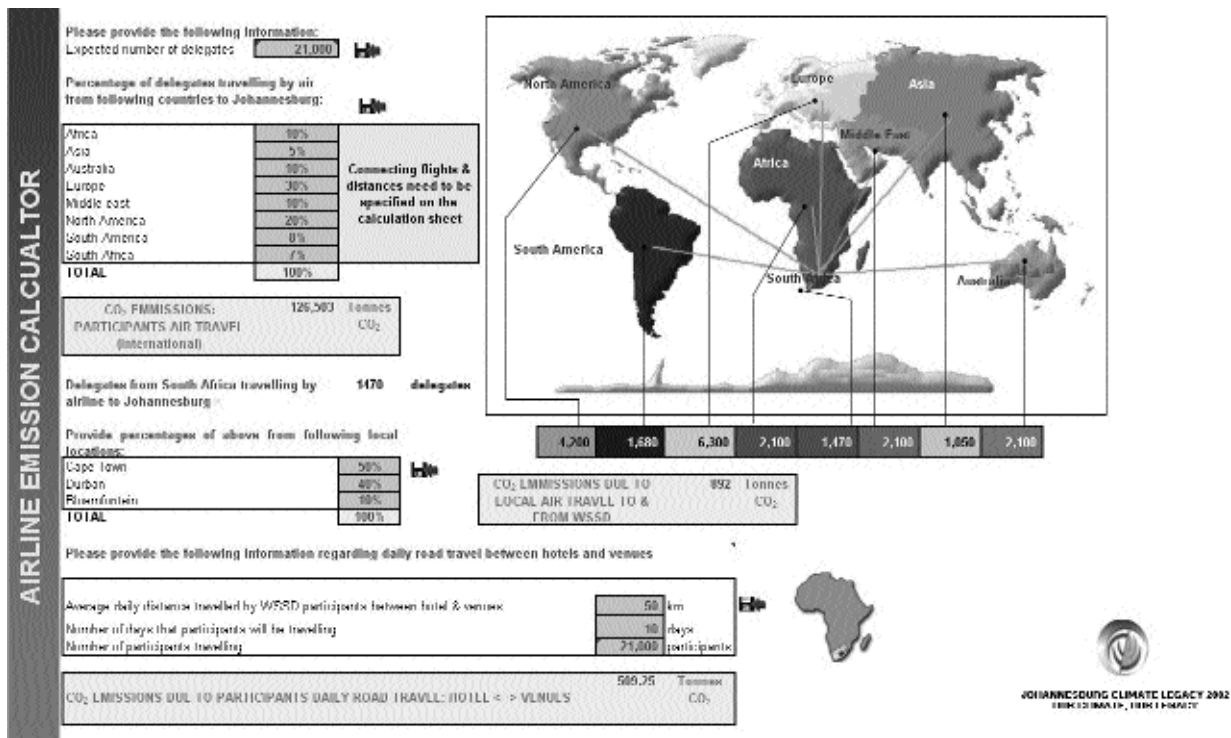 AIRLINE EMISSION CALCUALTOR
Please provide the following information:
Expected number of delegates 21,000
Percentage of delegates travelling by air
from following countries to Johannesburg:
Africa 10%
Asia 5%
Australia 10%
Europe 30%
Middle east 10%
North America 20%
South America 8%
South Africa 7%
TOTAL 100%
Connecting flights &
distances need to be
specified on the
calculation sheet
CO₂ EMMISSIONS: 126,503 Tonnes
PARTICIPANTS AIR TRAVEL CO₂
(International)
Delegates from South Africa travelling by 1470 delegates
airline to Johannesburg
Provide percentages of above from following local
locations:
Cape Town 50%
Durban 40%
Bloemfontein 10%
TOTAL 100%
North America
Europe
Asia
Middle East
Africa
South America
South Africa
Australia
4,200 1,680 6,300 2,100 1,470 2,100 1,050 2,100
CO₂ EMMISSIONS DUE TO 892 Tonnes
LOCAL AIR TRAVEL TO & CO₂
FROM WSSD
Please provide the following information regarding daily road travel between hotels and venues
Average daily distance travelled by WSSD participants between hotel & venues 50 km
Number of days that participants will be travelling 10 days
Number of participants travelling 21,000 participants
509.25 Tonnes
CO₂ EMISSIONS DUE TO PARTICIPANTS DAILY ROAD TRAVEL: HOTEL < > VENUES CO₂
JOHANNESBURG CLIMATE LEGACY 2002
OUR CLIMATE, OUR LEGACY